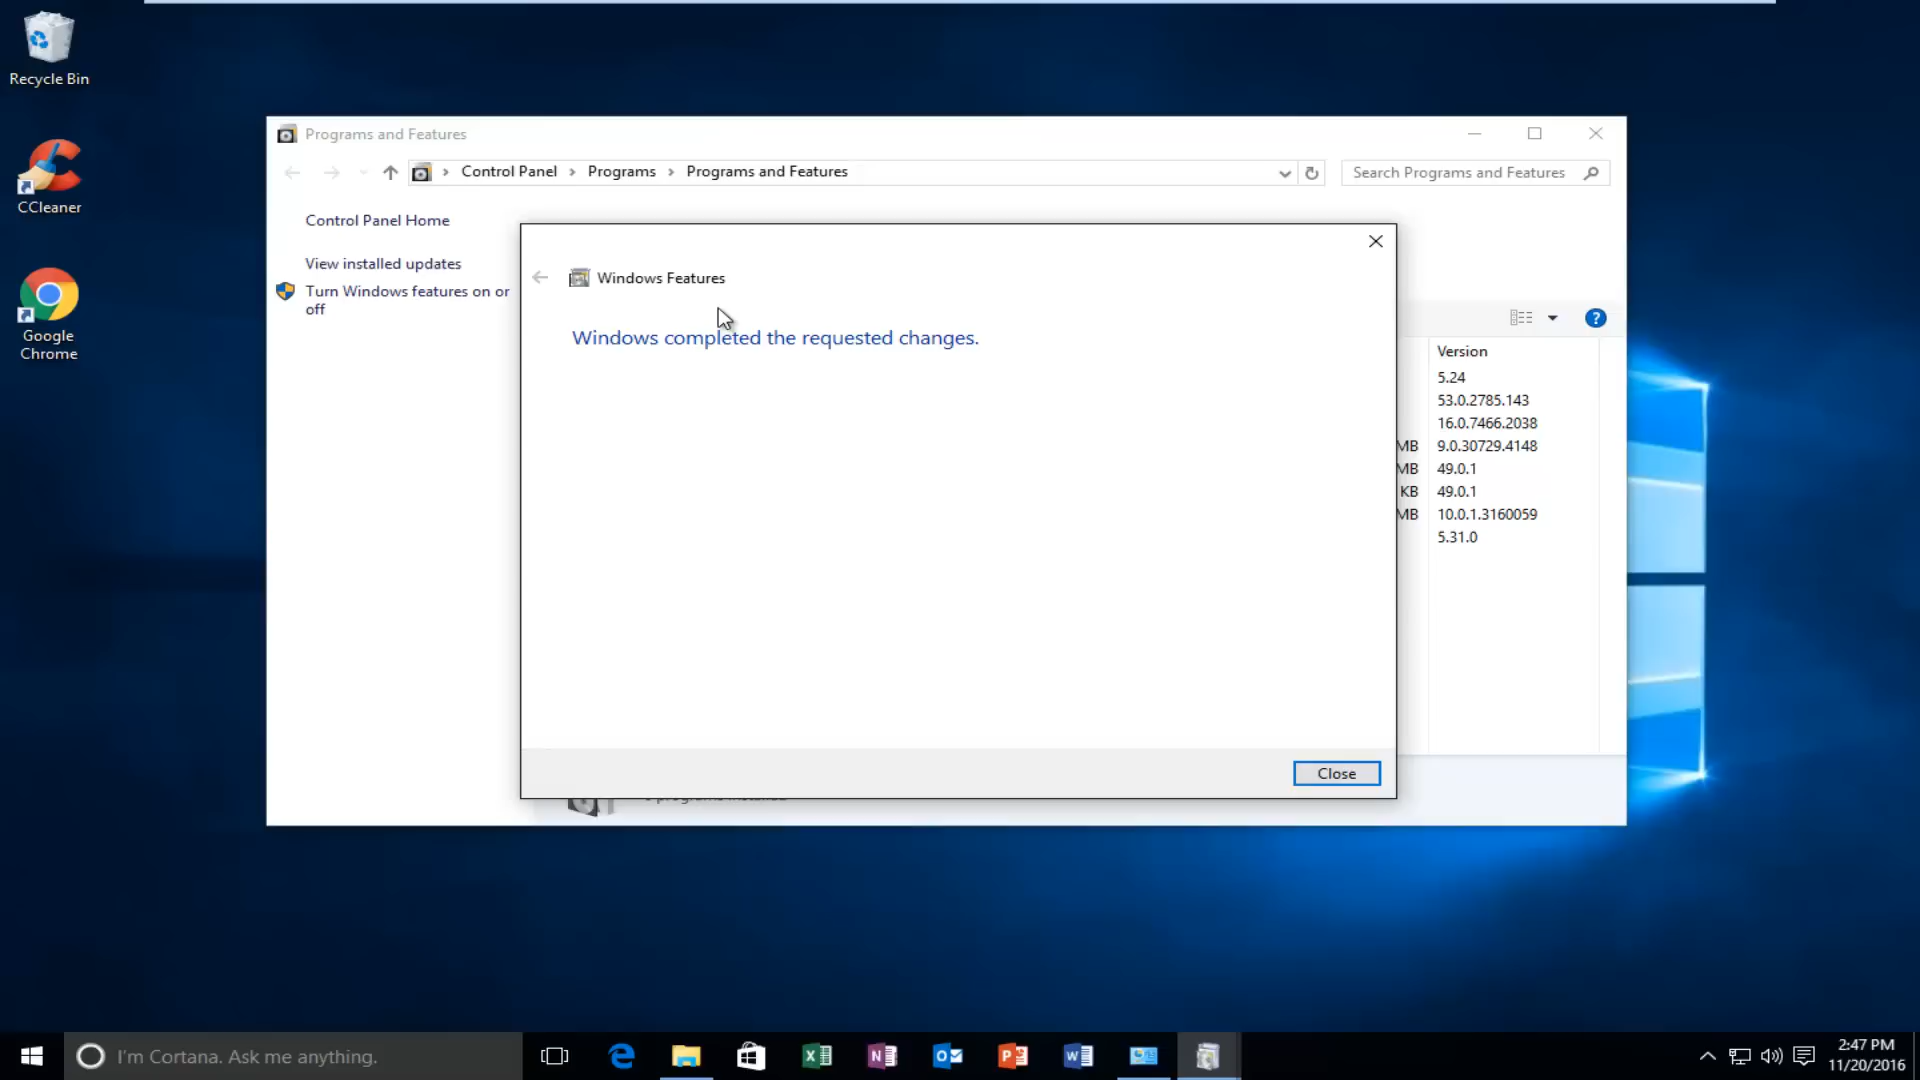 Recycle Bin
CCleaner
Google
Chrome
Programs and Features
Control Panel
Programs
Programs and Features
Search Programs and Features
Control Panel Home
View installed updates
Turn Windows features on or
off
Windows Features
Windows completed the requested changes.
Close
Version
5.24
53.0.2785.143
16.0.7466.2038
MB 9.0.30729.4148
MB 49.0.1
KB 49.0.1
MB 10.0.1.3160059
5.31.0
I'm Cortana. Ask me anything.
2:47 PM
11/20/2016